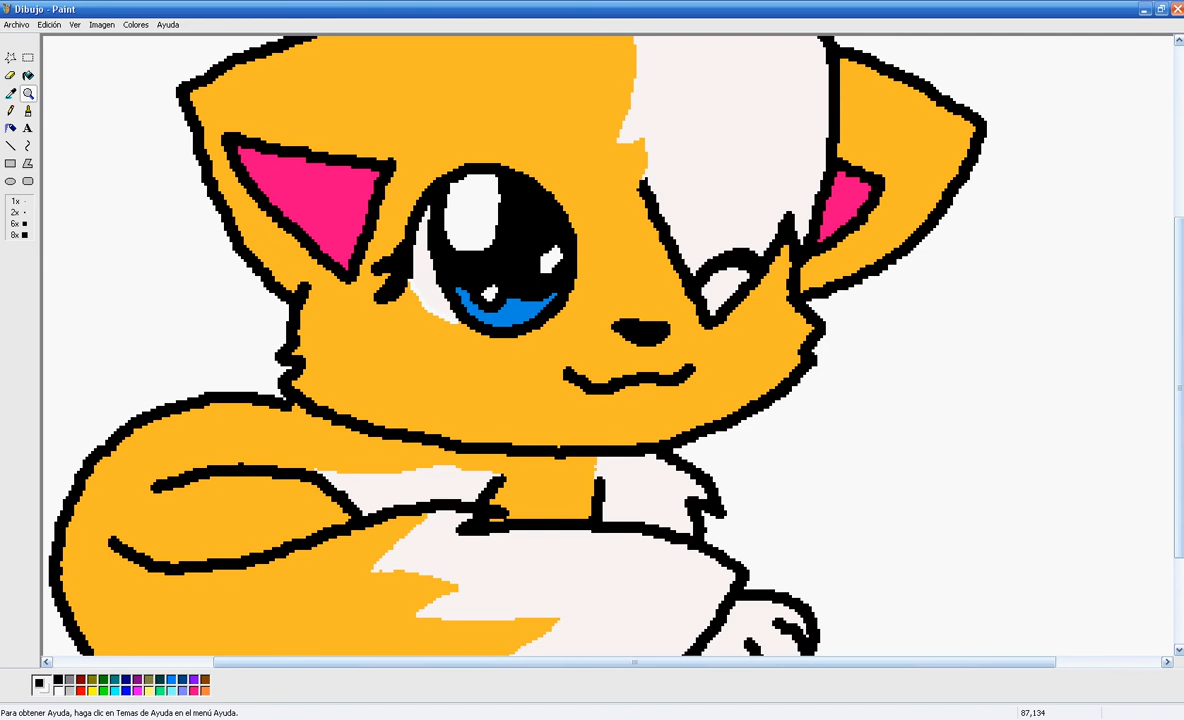 Dibujo - Paint
Archivo Edición Ver Imagen Colores Ayuda
A
1x
2x
6x
8x
Para obtener Ayuda, haga clic en Temas de Ayuda en el menú Ayuda.
87,134